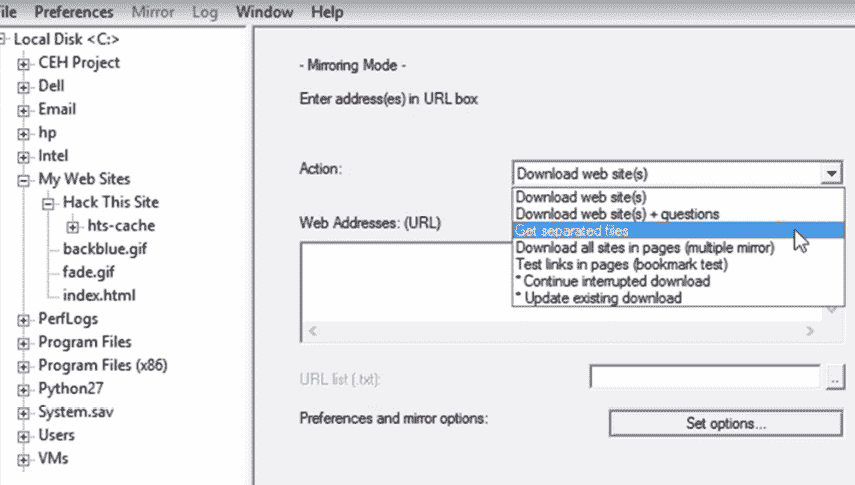 ile Preferences Mirror Log Window Help
Local Disk <C:>
CEH Project
Dell
Email
hp
Intel
My Web Sites
Hack This Site
hts-cache
backblue.gif
fade.gif
index.html
PerfLogs
Program Files
Program Files (x86)
Python27
System.sav
Users
VMs
- Mirroring Mode -
Enter address(es) in URL box
Action:
Download web site(s)
Download web site(s)
Download web site(s) + questions
Get separated files
Download all sites in pages (multiple mirror)
Test links in pages (bookmark test)
* Continue interrupted download
* Update existing download
Web Addresses: (URL)
URL list (.txt):
..
Preferences and mirror options:
Set options...